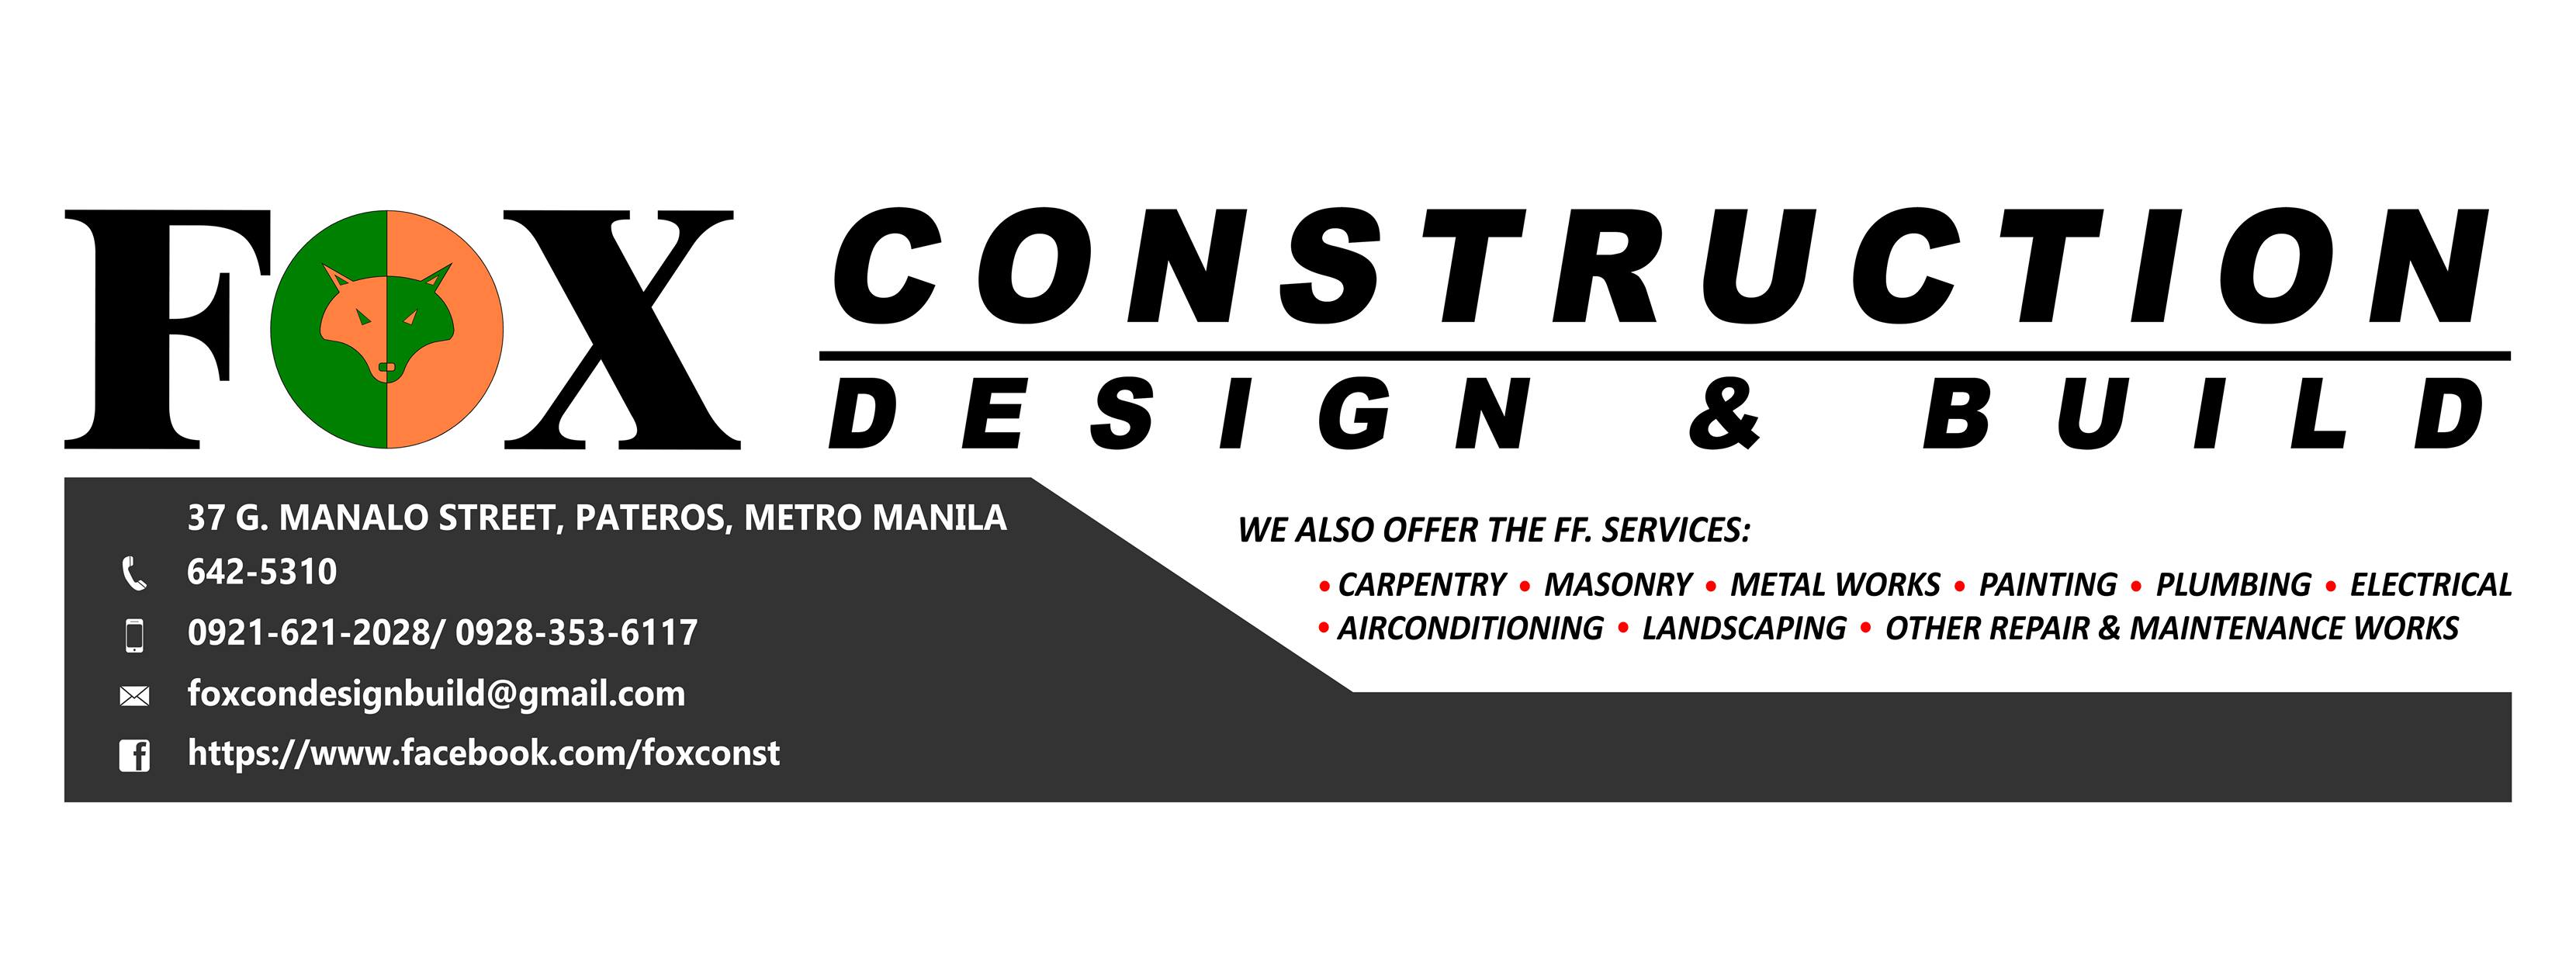 FOX CONSTRUCTION
DESIGN & BUILD
37 G. MANALO STREET, PATEROS, METRO MANILA
642-5310
0921-621-2028/ 0928-353-6117
foxcondesignbuild@gmail.com
https://www.facebook.com/foxconst
WE ALSO OFFER THE FF. SERVICES:
• CARPENTRY • MASONRY • METAL WORKS • PAINTING • PLUMBING • ELECTRICAL
• AIRCONDITIONING • LANDSCAPING • OTHER REPAIR & MAINTENANCE WORKS